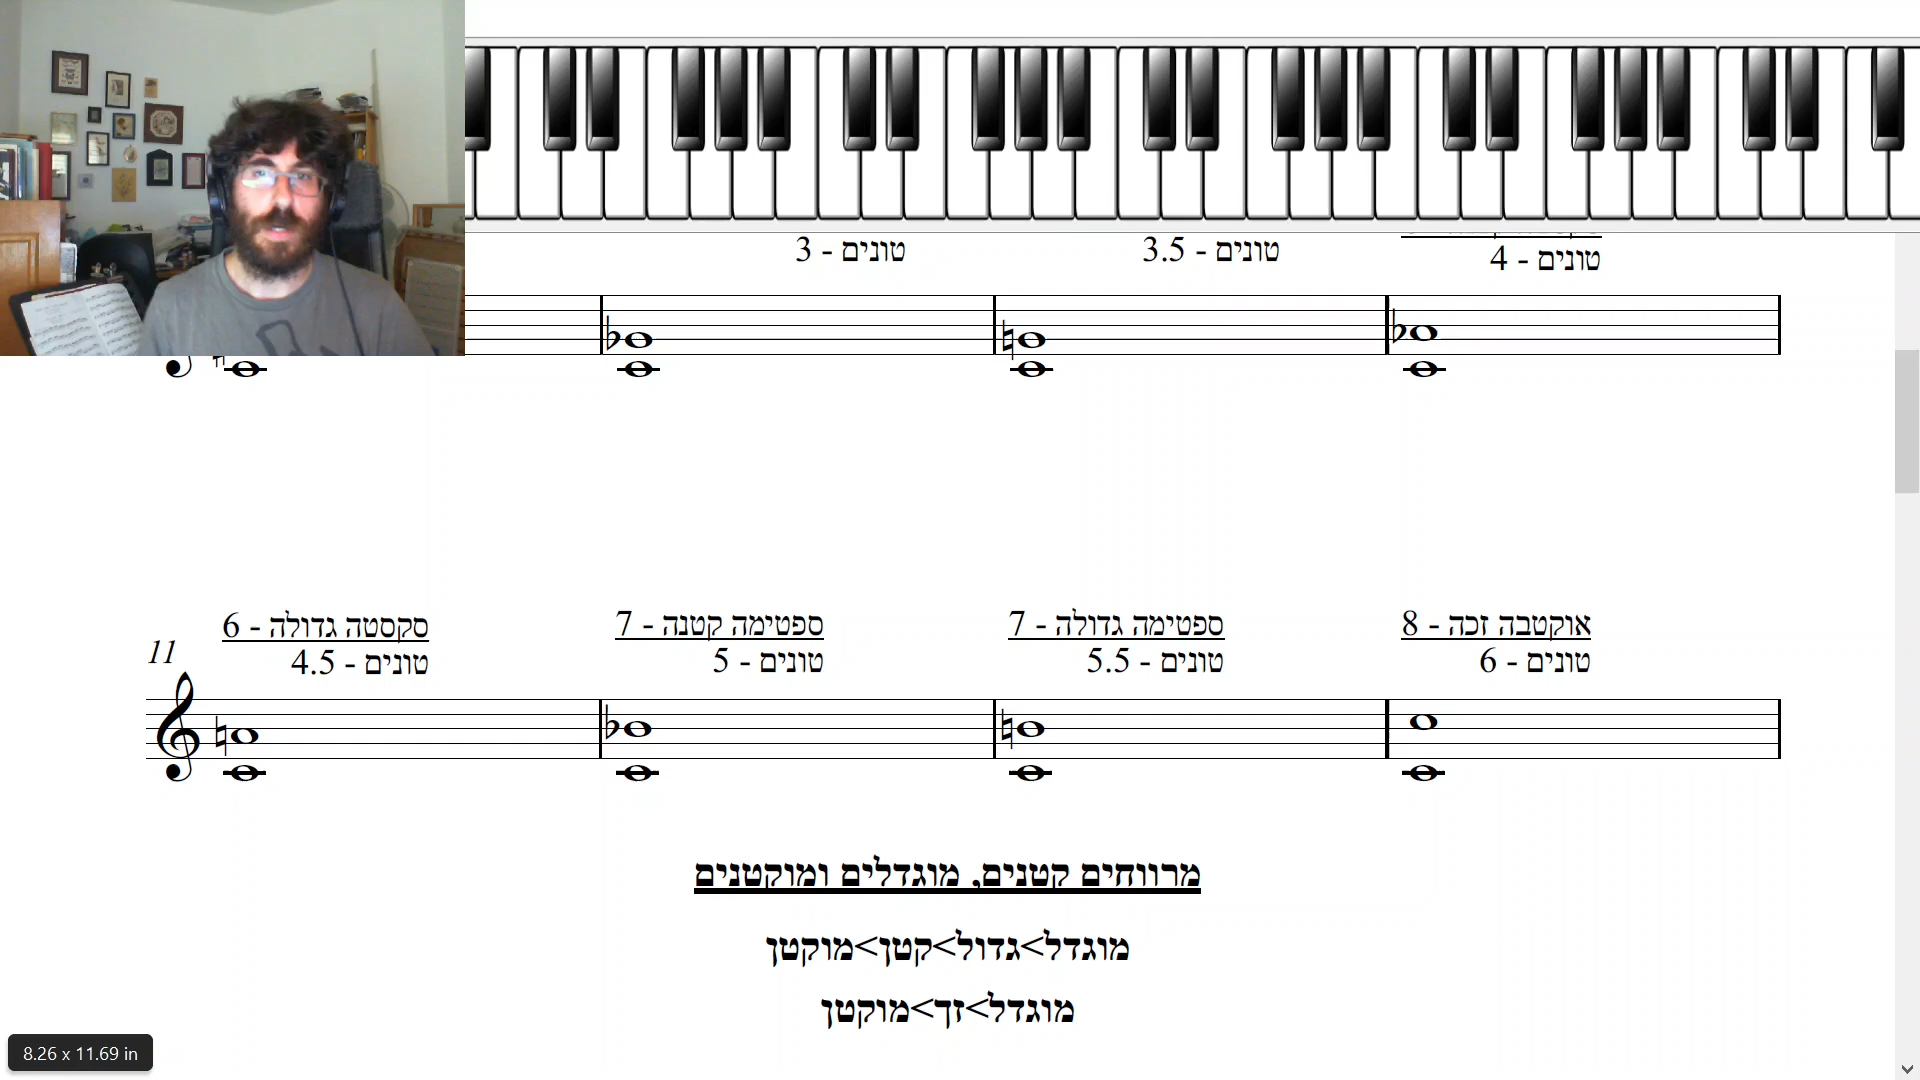 טונים - 3
טונים - 3.5
טונים - 4
11
סקסטה גדולה - 6
טונים - 4.5
ספטימה קטנה - 7
טונים - 5
ספטימה גדולה - 7
טונים - 5.5
אוקטבה זכה - 8
טונים - 6
מרווחים קטנים, מוגדלים ומוקטנים
מוגדל>גדול>קטן>מוקטן
מוגדל>זך>מוקטן
8.26 x 11.69 in